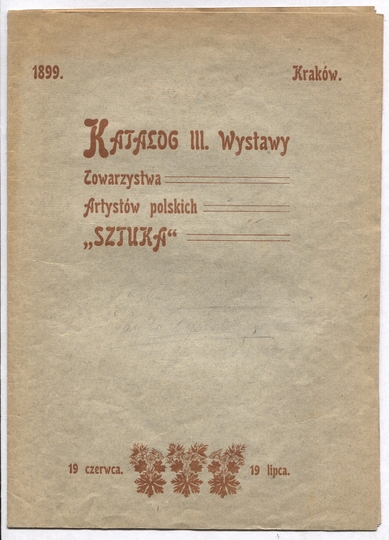 1899. Kraków.
KATALOG III. Wystawy
Towarzystwa
Artystów polskich
„SZTUKA“
19 czerwca. 19 lipca.